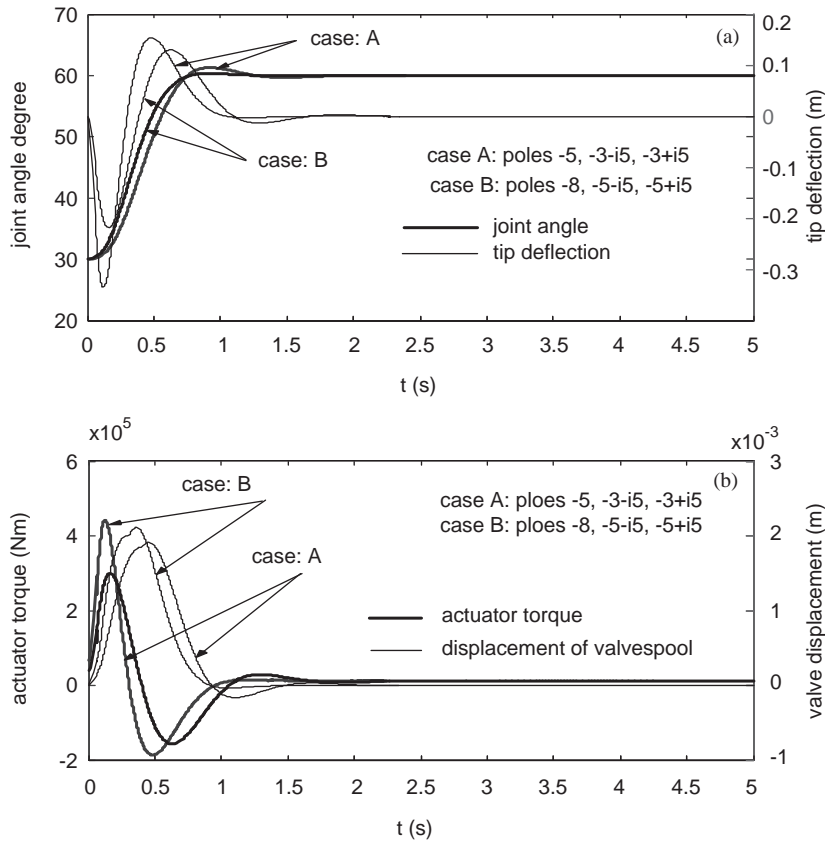 70
60
50
40
30
20
joint angle degree
0.2
0.1
0
-0.1
-0.2
-0.3
tip deflection (m)
(a)
case: A
case: B
case A: poles -5, -3-i5, -3+i5
case B: poles -8, -5-i5, -5+i5
joint angle
tip deflection
0 0.5 1 1.5 2 2.5 3 3.5 4 4.5 5
t (s)
x10⁵
x10⁻³
6
4
2
0
-2
actuator torque (Nm)
3
2
1
0
-1
valve displacement (m)
(b)
case: B
case: A
case A: ploes -5, -3-i5, -3+i5
case B: ploes -8, -5-i5, -5+i5
actuator torque
displacement of valvespool
0 0.5 1 1.5 2 2.5 3 3.5 4 4.5 5
t (s)